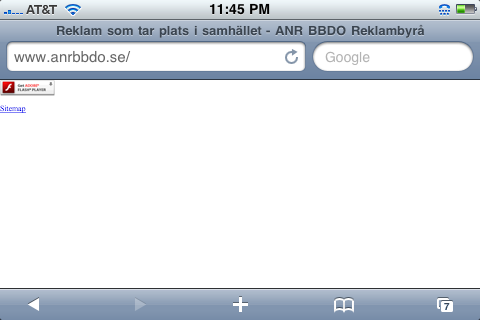 AT&T 11:45 PM
Reklam som tar plats i samhället - ANR BBDO Reklambyrå
www.anrbbdo.se/ Google
Get ADOBE®
FLASH® PLAYER
Sitemap
7